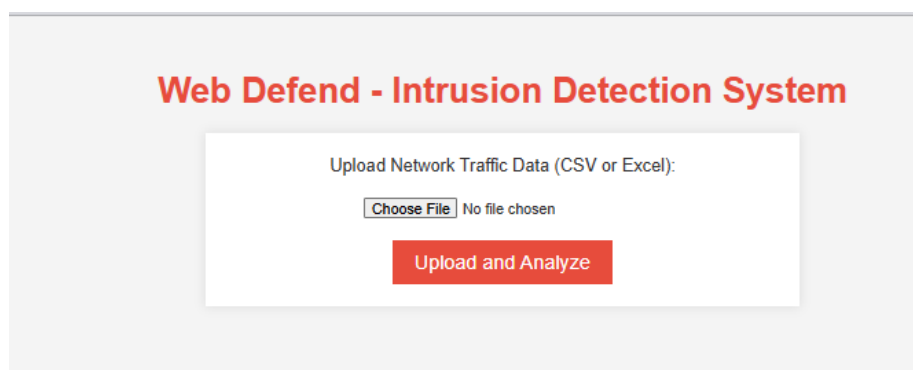 Web Defend - Intrusion Detection System
Upload Network Traffic Data (CSV or Excel):
Choose File No file chosen
Upload and Analyze